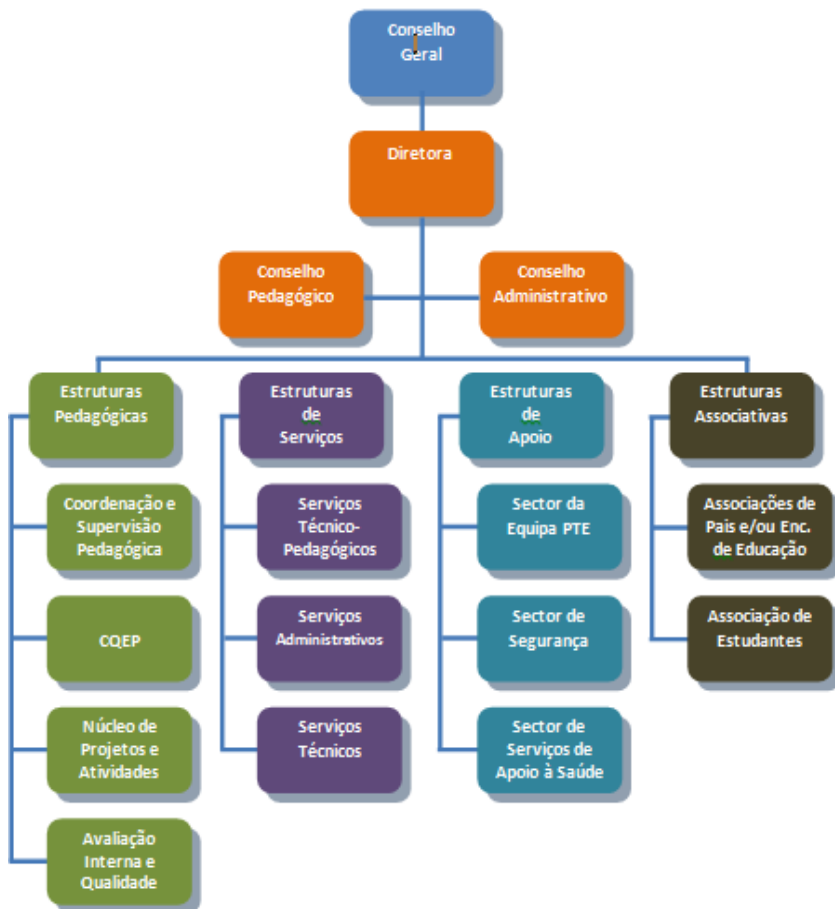 Conselho
Geral
Diretora
Conselho
Pedagógico
Conselho
Administrativo
Estruturas
Pedagógicas
Estruturas
de
Serviços
Estruturas
de
Apoio
Estruturas
Associativas
Coordenação e
Supervisão
Pedagógica
Serviços
Técnico-
Pedagógicos
Sector da
Equipa PTE
Associações de
Pais e/ou Enc.
de Educação
CQEP
Serviços
Administrativos
Sector de
Segurança
Associação de
Estudantes
Núcleo de
Projetos e
Atividades
Serviços
Técnicos
Sector de
Serviços de
Apoio à Saúde
Avaliação
Interna e
Qualidade